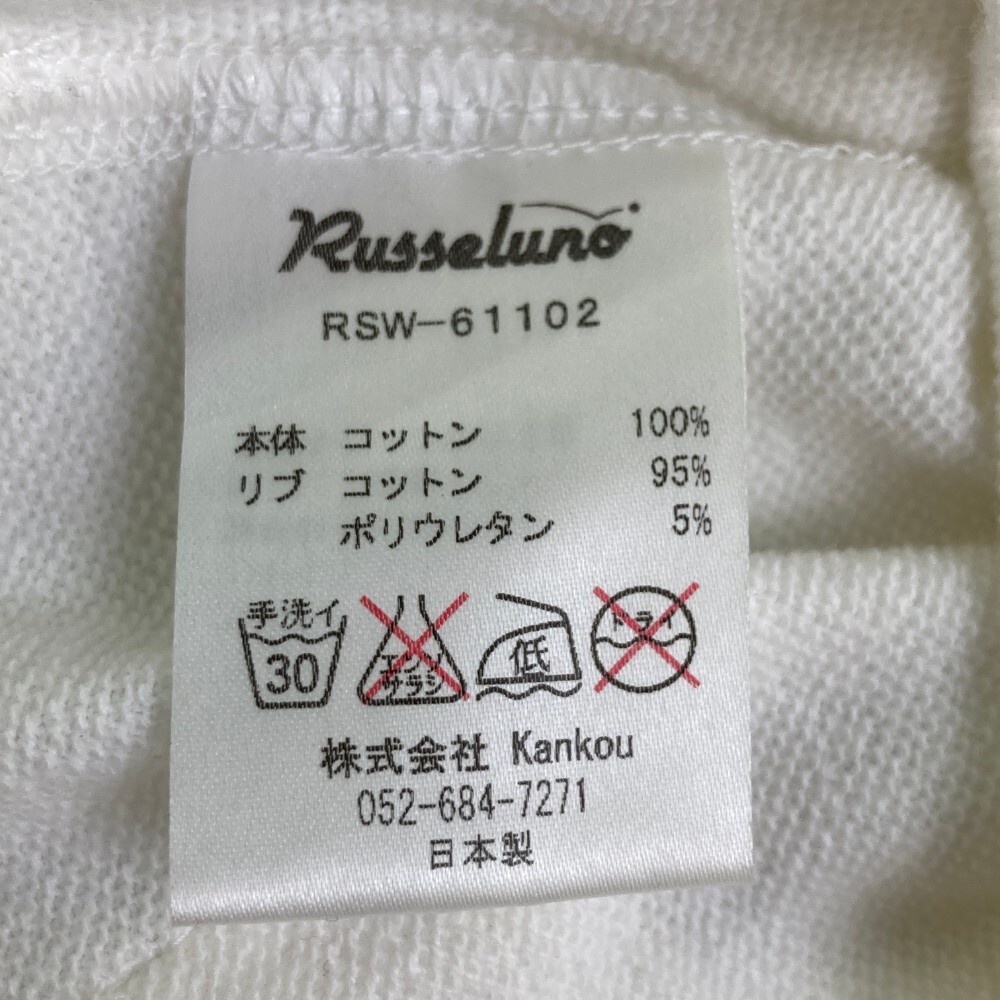 Russeluno
RSW-61102
本体 コットン 100%
リブ コットン 95%
ポリウレタン 5%
手洗イ
30
エンソ
サラシ
低
ドライ
株式会社 Kankou
052-684-7271
日本製